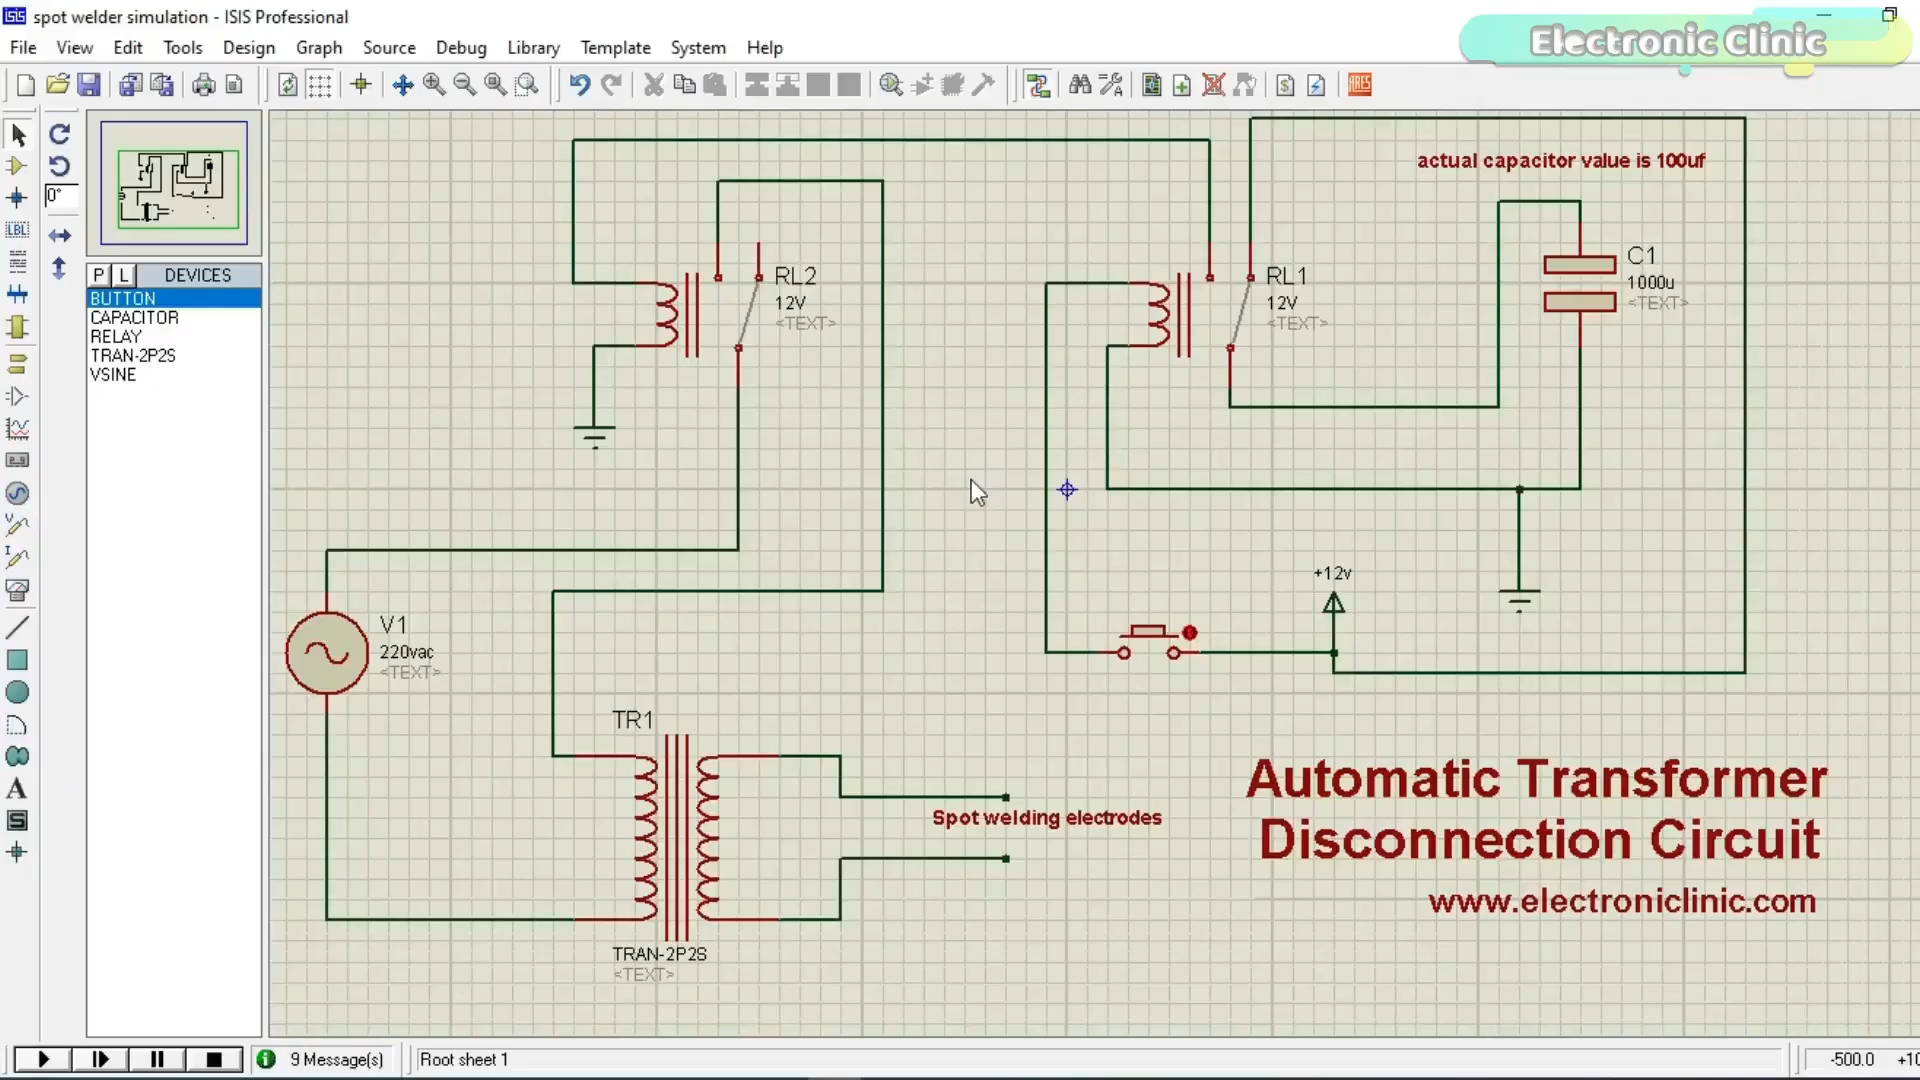 spot welder simulation - ISIS Professional
Electronic Clinic
File View Edit Tools Design Graph Source Debug Library Template System Help
0°
LBL
P L DEVICES
BUTTON
CAPACITOR
RELAY
TRAN-2P2S
VSINE
actual capacitor value is 100uf
C1
1000u
<TEXT>
RL2
12V
<TEXT>
RL1
12V
<TEXT>
+12v
V1
220vac
<TEXT>
TR1
Spot welding electrodes
TRAN-2P2S
<TEXT>
Automatic Transformer
Disconnection Circuit
www.electroniclinic.com
9 Message(s)
Root sheet 1
-500.0